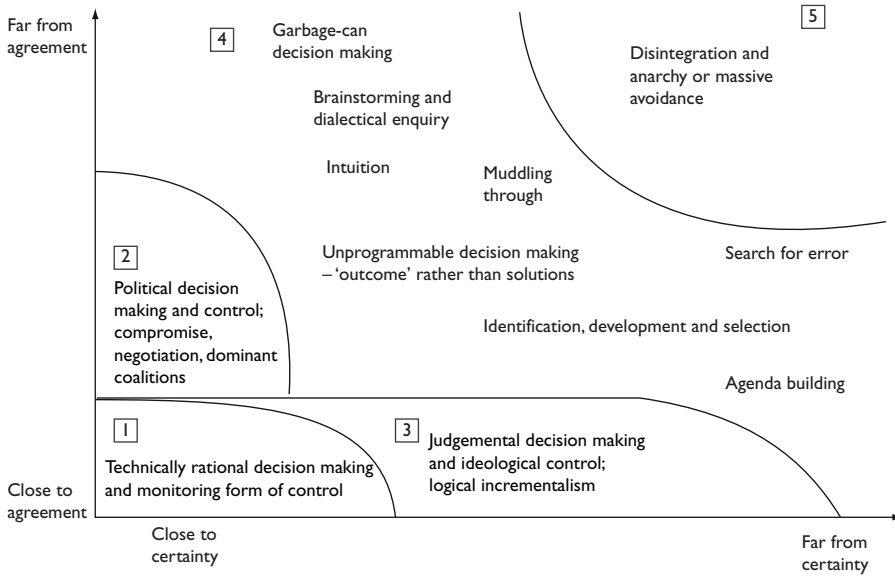 Far from
agreement
4
Garbage-can
decision making
5
Disintegration and
anarchy or massive
avoidance
Brainstorming and
dialectical enquiry
Intuition
Muddling
through
2
Political decision
making and control;
compromise,
negotiation, dominant
coalitions
Unprogrammable decision making
– ‘outcome’ rather than solutions
Search for error
Identification, development and selection
Agenda building
1
Technically rational decision making
and monitoring form of control
3
Judgemental decision making
and ideological control;
logical incrementalism
Close to
agreement
Close to
certainty
Far from
certainty